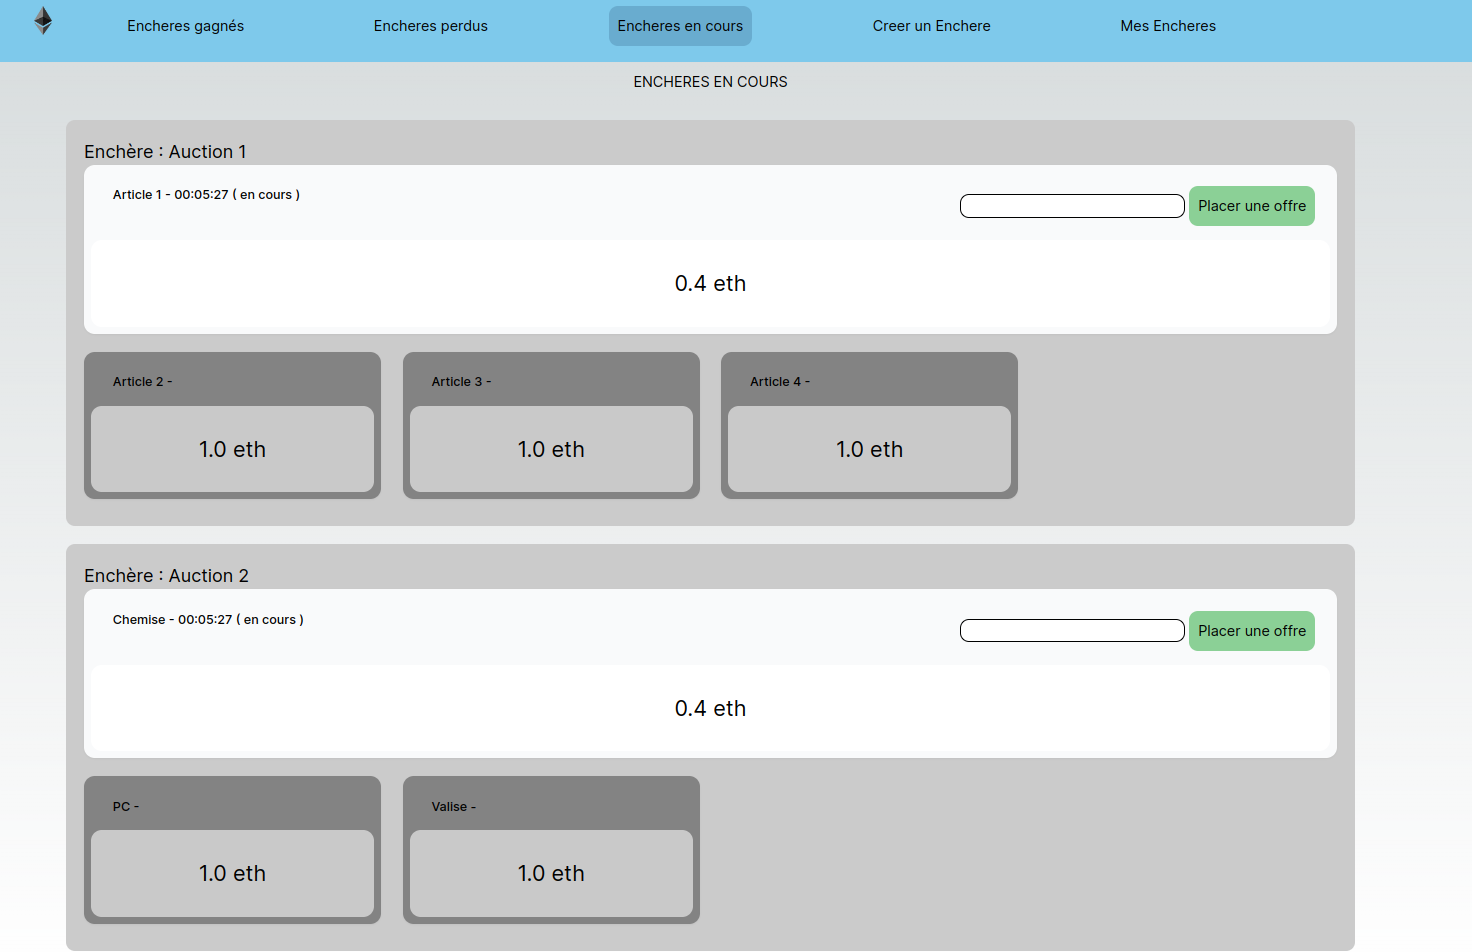 Encheres gagnés
Encheres perdus
Encheres en cours
Creer un Enchere
Mes Encheres
ENCHERES EN COURS
Enchère : Auction 1
Article 1 - 00:05:27 ( en cours )
Placer une offre
0.4 eth
Article 2 -
Article 3 -
Article 4 -
1.0 eth
1.0 eth
1.0 eth
Enchère : Auction 2
Chemise - 00:05:27 ( en cours )
Placer une offre
0.4 eth
PC -
Valise -
1.0 eth
1.0 eth